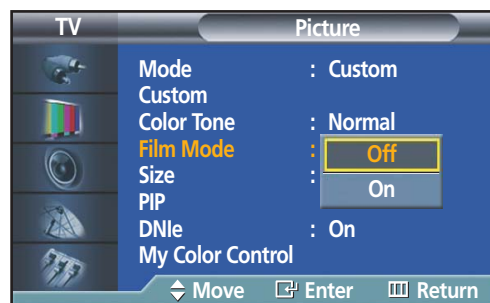 TV Picture
Mode : Custom
Custom
Color Tone : Normal
Film Mode : Off
Size : On
PIP
DNIe : On
My Color Control
Move Enter Return